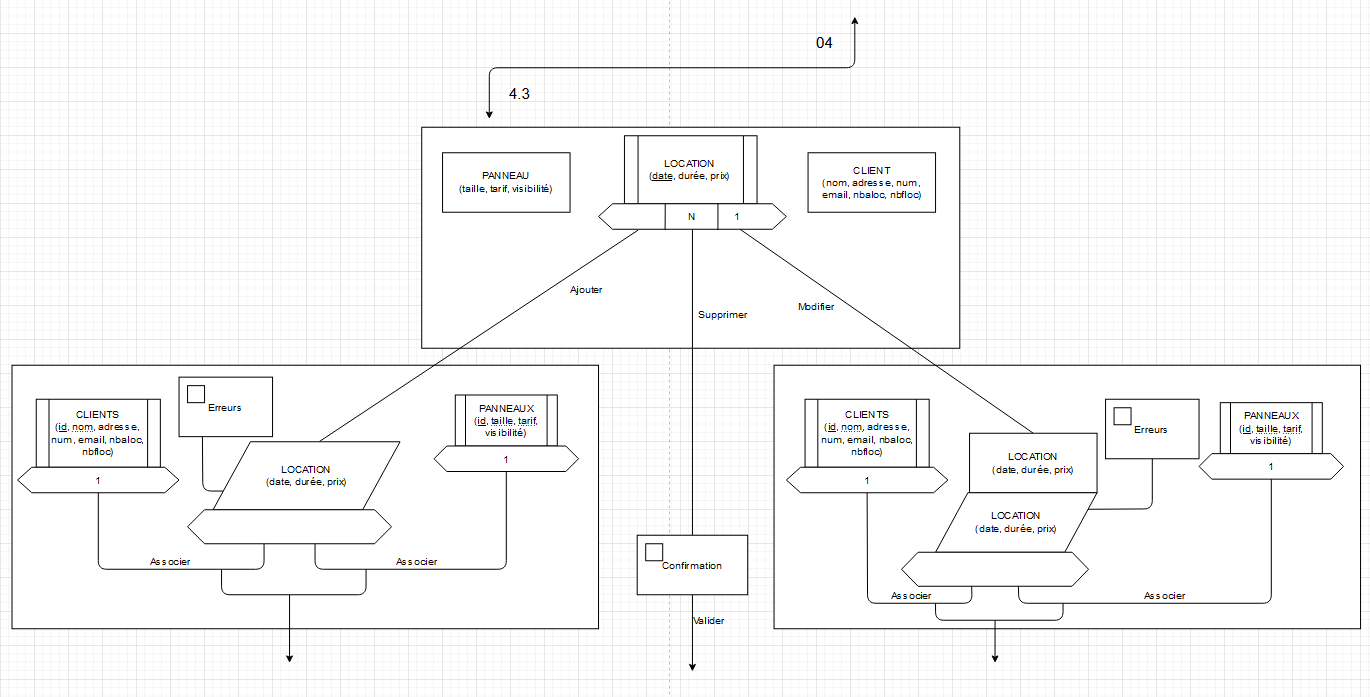 04
4.3
PANNEAU
(taille, tarif, visibilité)
LOCATION
(date, durée, prix)
N
1
CLIENT
(nom, adresse, num,
email, nbaloc, nbfloc)
Ajouter
Supprimer
Modifier
CLIENTS
(id, nom, adresse,
num, email, nbaloc,
nbfloc)
1
Erreurs
PANNEAUX
(id, taille, tarif,
visibilité)
1
LOCATION
(date, durée, prix)
Associer
Associer
Confirmation
Valider
CLIENTS
(id, nom, adresse,
num, email, nbaloc,
nbfloc)
1
LOCATION
(date, durée, prix)
LOCATION
(date, durée, prix)
Erreurs
PANNEAUX
(id, taille, tarif,
visibilité)
1
Associer
Associer